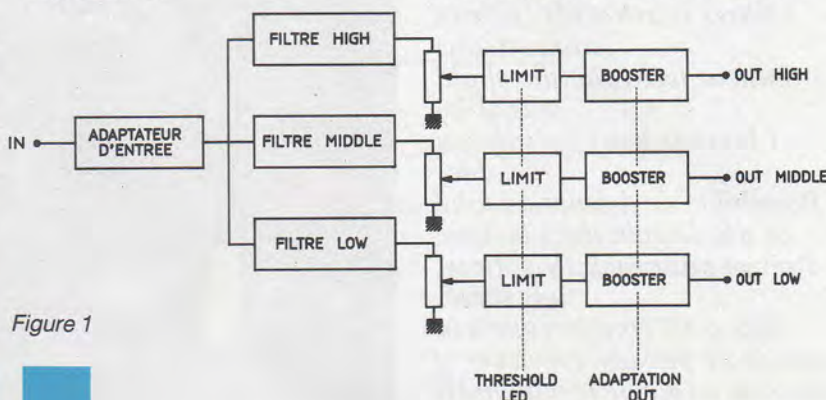 FILTRE HIGH
LIMIT
BOOSTER
OUT HIGH
IN
ADAPTATEUR
D'ENTREE
FILTRE MIDDLE
LIMIT
BOOSTER
OUT MIDDLE
FILTRE LOW
LIMIT
BOOSTER
OUT LOW
Figure 1
THRESHOLD
LED
ADAPTATION
OUT